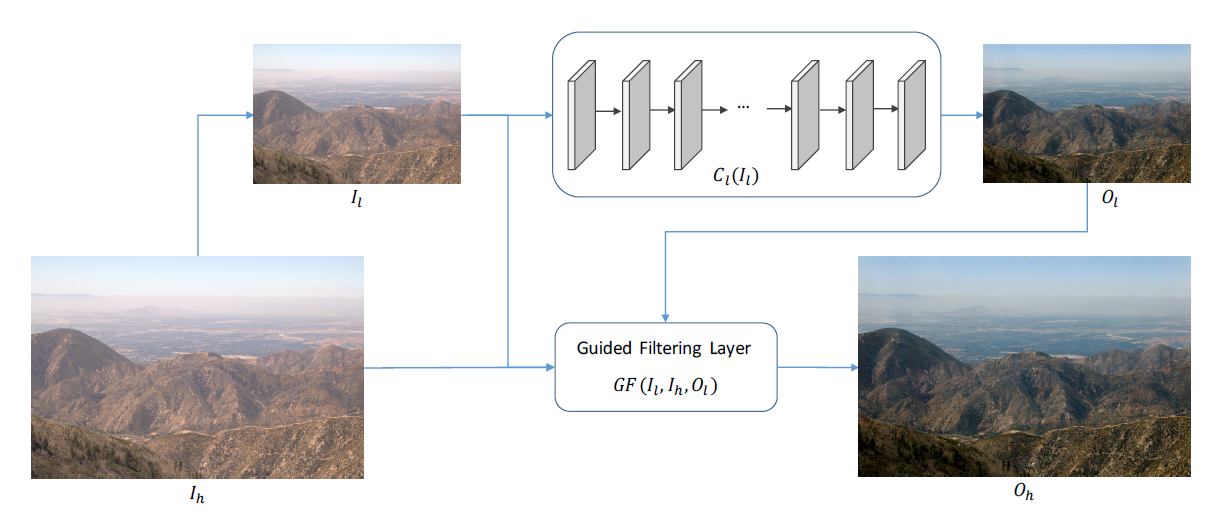 I_l
...
C_l(I_l)
O_l
Guided Filtering Layer
GF(I_l, I_h, O_l)
I_h
O_h